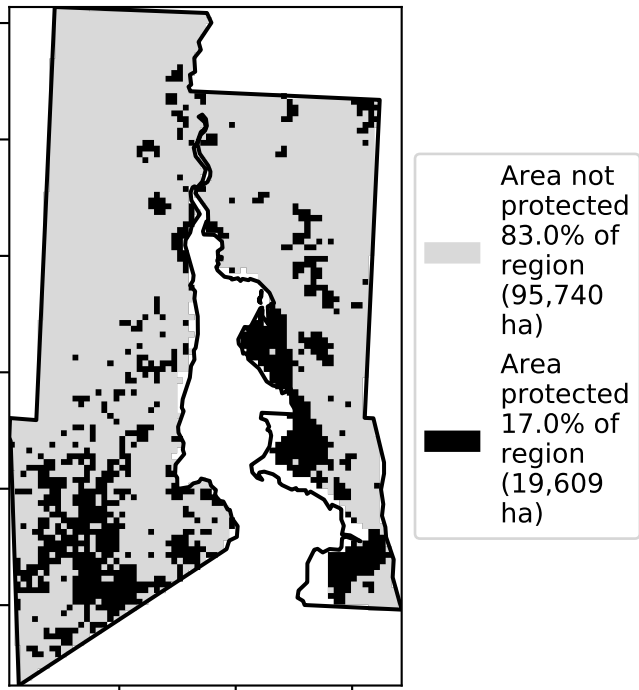 Area not
protected
83.0% of
region
(95,740
ha)
Area
protected
17.0% of
region
(19,609
ha)